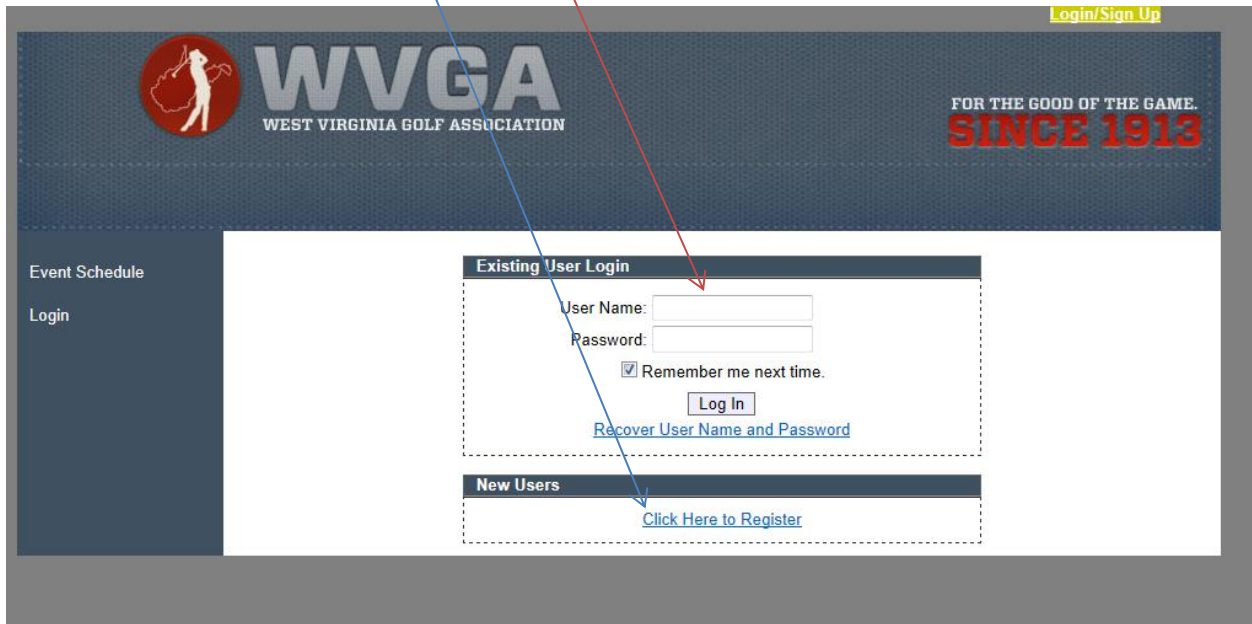 Login/Sign Up
WVGA
WEST VIRGINIA GOLF ASSOCIATION
FOR THE GOOD OF THE GAME.
SINCE 1913
Event Schedule
Login
Existing User Login
User Name:
Password:
Remember me next time.
Log In
Recover User Name and Password
New Users
Click Here to Register